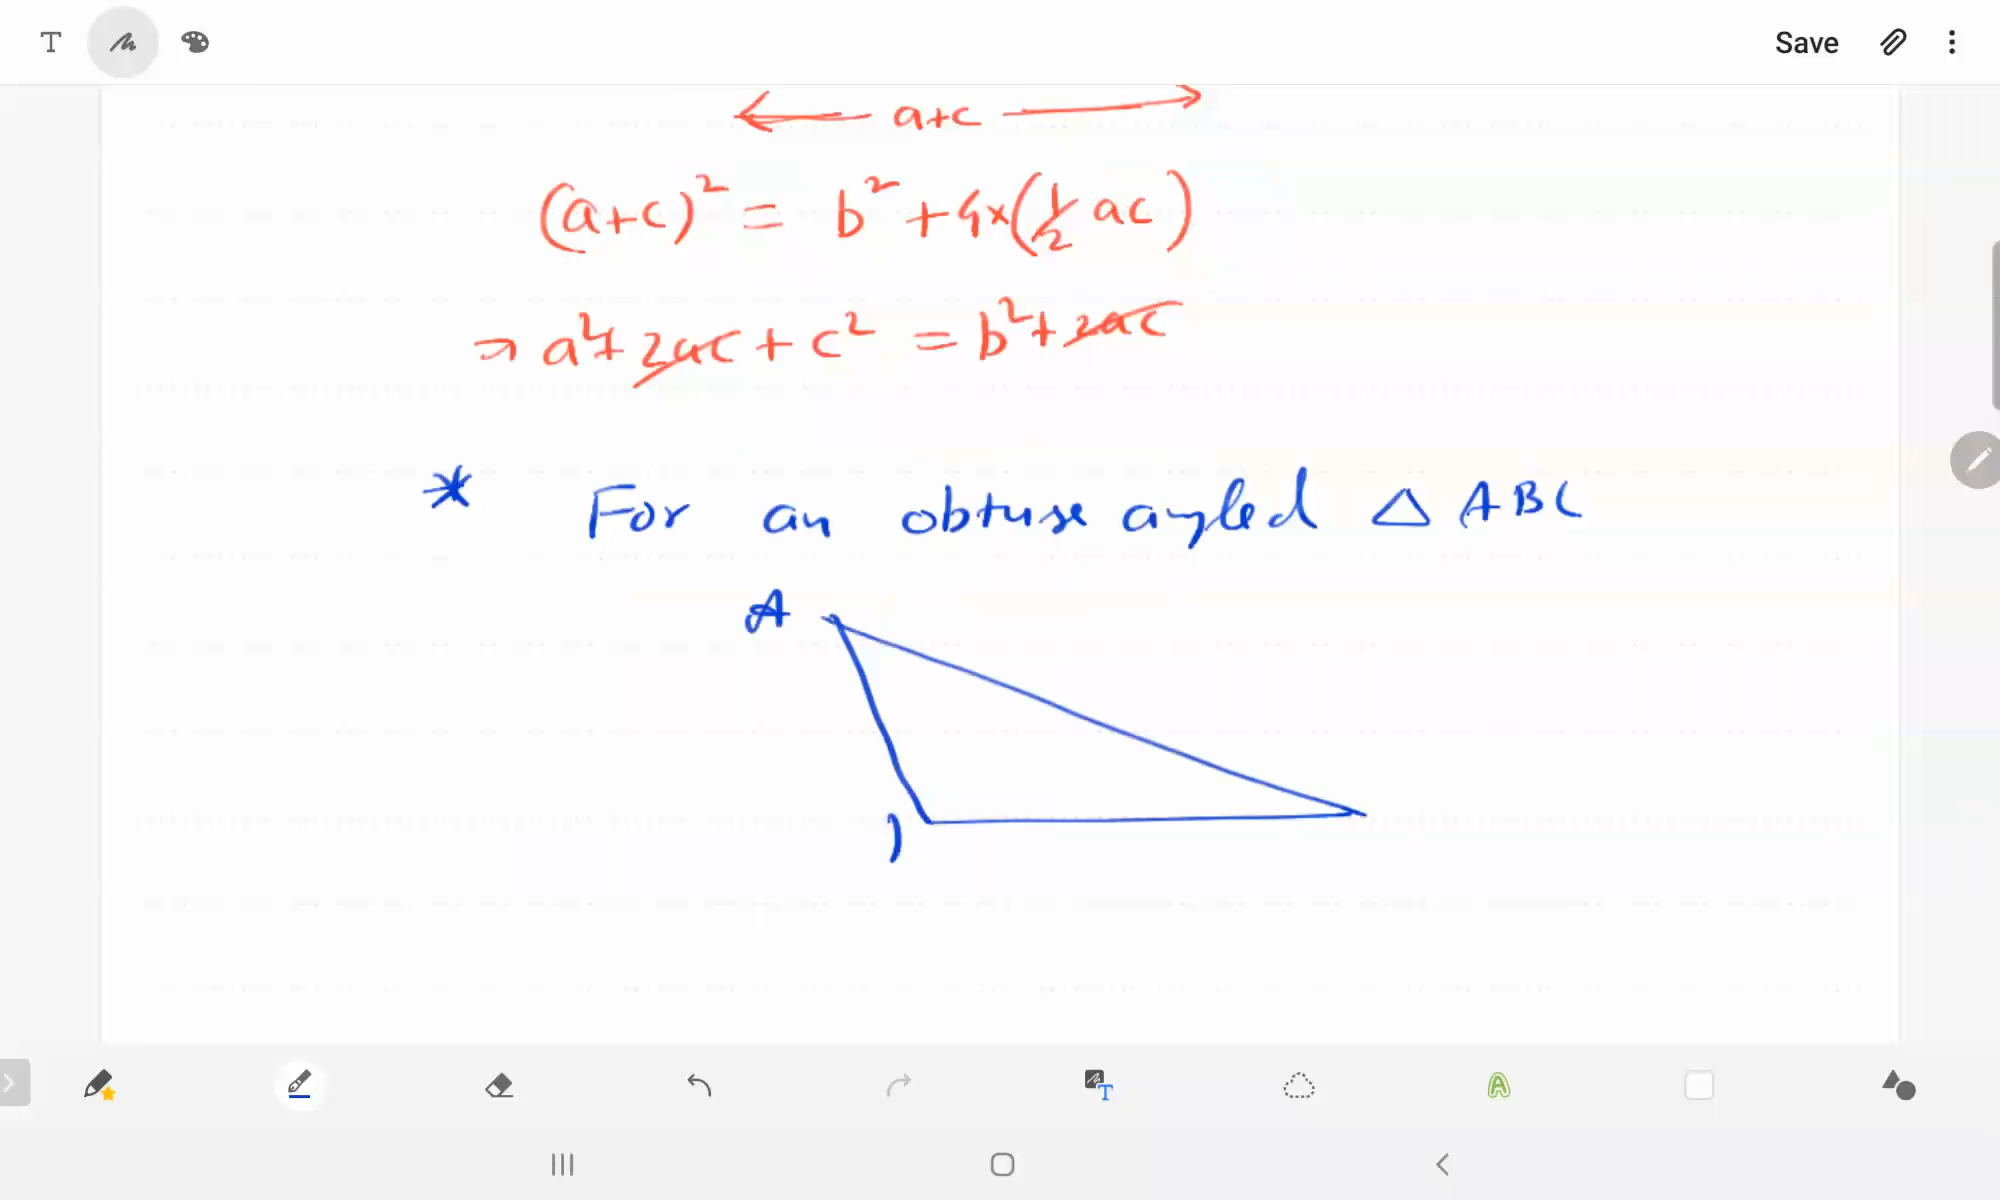 T Save
a+c
(a+c)² = b² + 4×(1/2 ac)
→ a² + 2ac + c² = b² + 2ac
* For an obtuse angled △ ABC
A